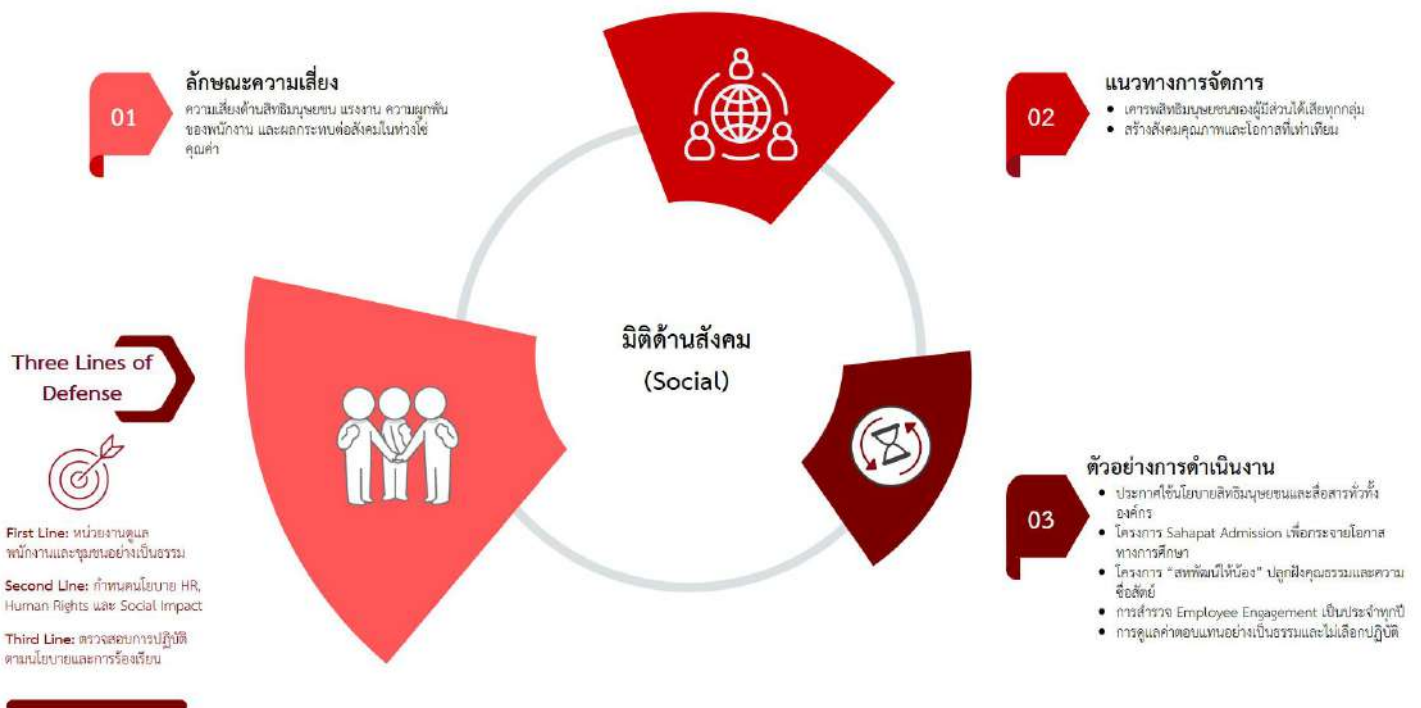 01
ลักษณะความเสี่ยง
ความเสี่ยงด้านสิทธิมนุษยชน แรงงาน ความผูกพัน
ของพนักงาน และผลกระทบต่อสังคมในห่วงโซ่
คุณค่า
02
แนวทางการจัดการ
• เคารพสิทธิมนุษยชนของผู้มีส่วนได้เสียทุกกลุ่ม
• สร้างสังคมคุณภาพและโอกาสที่เท่าเทียม
มิติด้านสังคม
(Social)
Three Lines of
Defense
First Line: หน่วยงานดูแล
พนักงานและชุมชนอย่างเป็นธรรม
Second Line: กำหนดนโยบาย HR,
Human Rights และ Social Impact
Third Line: ตรวจสอบการปฏิบัติ
ตามนโยบายและการร้องเรียน
03
ตัวอย่างการดำเนินงาน
• ประกาศใช้นโยบายสิทธิมนุษยชนและสื่อสารทั่วทั้ง
องค์กร
• โครงการ Sahapat Admission เพื่อกระจายโอกาส
ทางการศึกษา
• โครงการ “สหพัฒน์ให้น้อง” ปลูกฝังคุณธรรมและความ
ซื่อสัตย์
• การสำรวจ Employee Engagement เป็นประจำทุกปี
• การดูแลค่าตอบแทนอย่างเป็นธรรมและไม่เลือกปฏิบัติ